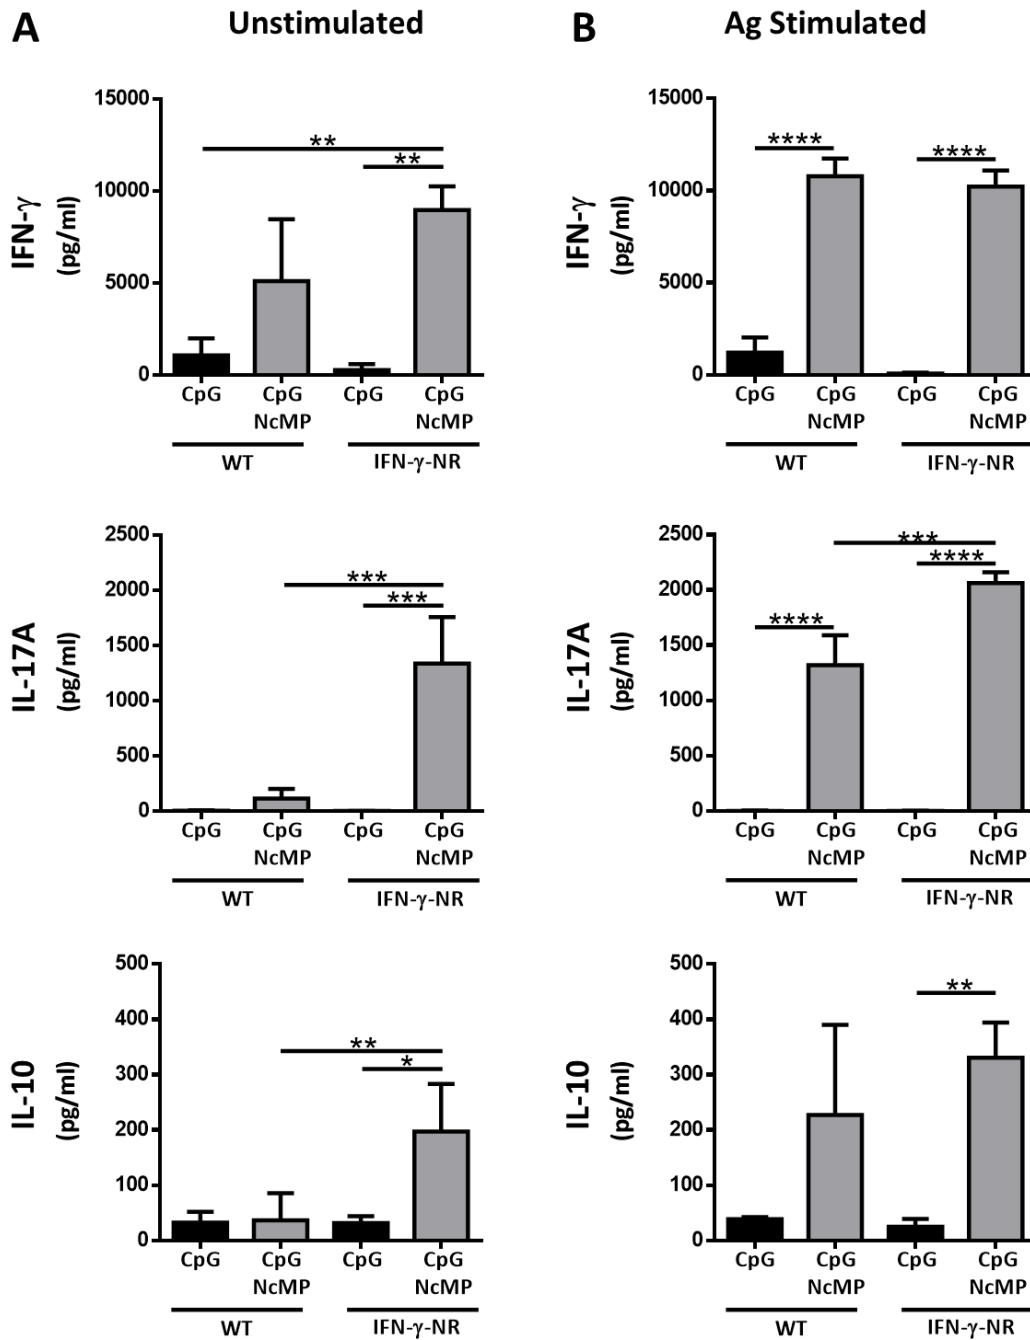 A Unstimulated B Ag Stimulated
IFN-γ
(pg/ml)
15000
10000
5000
0
** 
**
CpG CpG CpG CpG
NcMP NcMP
WT IFN-γ-NR
IFN-γ
(pg/ml)
15000
10000
5000
0
****
****
CpG CpG CpG CpG
NcMP NcMP
WT IFN-γ-NR
IL-17A
(pg/ml)
2500
2000
1500
1000
500
0
***
***
CpG CpG CpG CpG
NcMP NcMP
WT IFN-γ-NR
IL-17A
(pg/ml)
2500
2000
1500
1000
500
0
***
****
****
CpG CpG CpG CpG
NcMP NcMP
WT IFN-γ-NR
IL-10
(pg/ml)
500
400
300
200
100
0
**
*
CpG CpG CpG CpG
NcMP NcMP
WT IFN-γ-NR
IL-10
(pg/ml)
500
400
300
200
100
0
**
CpG CpG CpG CpG
NcMP NcMP
WT IFN-γ-NR